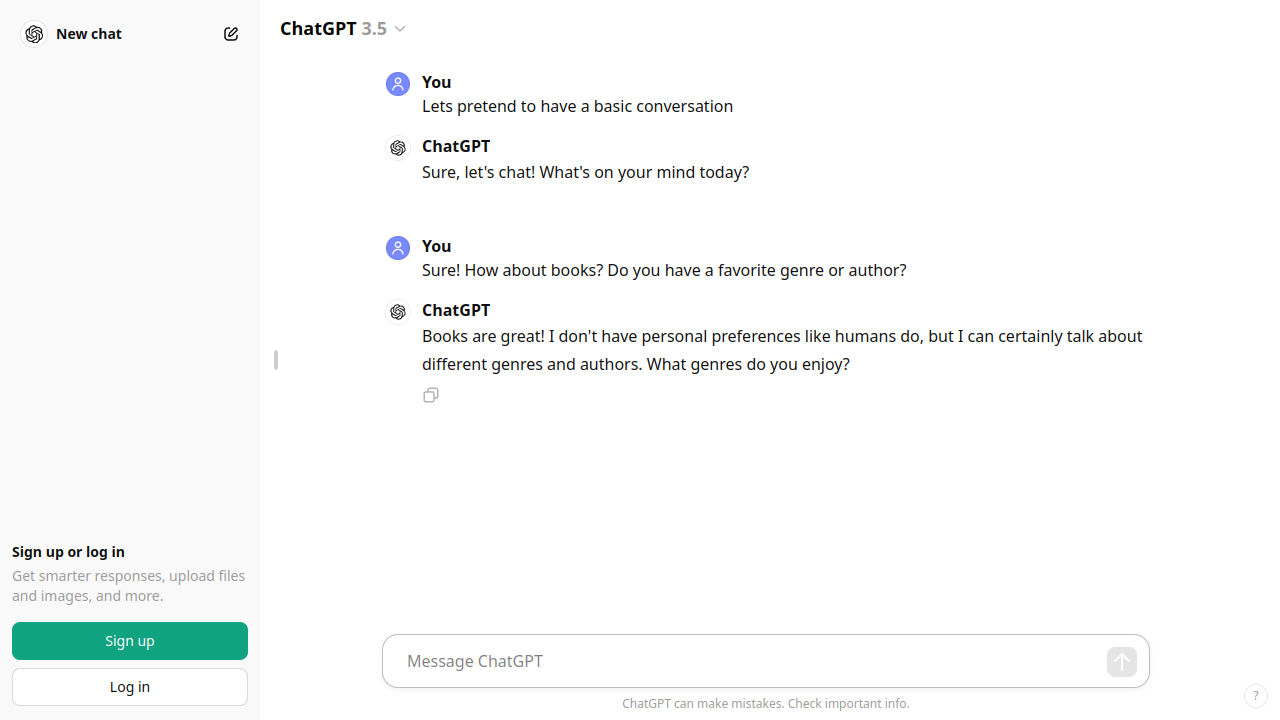 New chat
ChatGPT 3.5
You
Lets pretend to have a basic conversation
ChatGPT
Sure, let's chat! What's on your mind today?
You
Sure! How about books? Do you have a favorite genre or author?
ChatGPT
Books are great! I don't have personal preferences like humans do, but I can certainly talk about
different genres and authors. What genres do you enjoy?
Sign up or log in
Get smarter responses, upload files
and images, and more.
Sign up
Log in
Message ChatGPT
ChatGPT can make mistakes. Check important info.
?